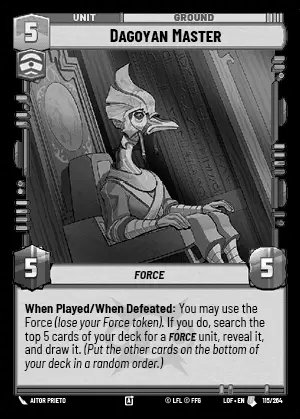 UNIT
GROUND
5
DAGOYAN MASTER
5
5
FORCE
When Played/When Defeated: You may use the
Force (lose your Force token). If you do, search the
top 5 cards of your deck for a FORCE unit, reveal it,
and draw it. (Put the other cards on the bottom of
your deck in a random order.)
AITOR PRIETO
© LFL © FFG
LOF • EN
115/264